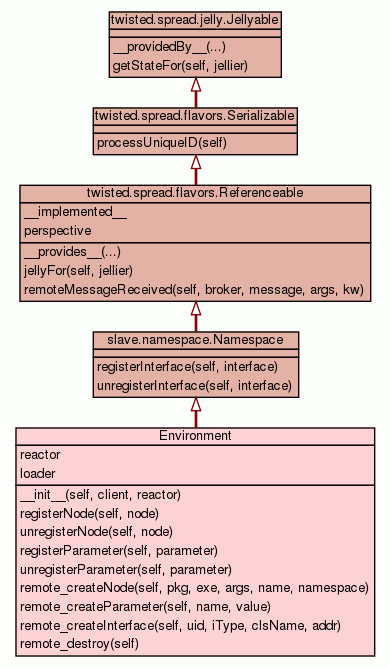 twisted.spread.jelly.Jellyable
__providedBy__(...)
getStateFor(self, jellier)
twisted.spread.flavors.Serializable
processUniqueID(self)
twisted.spread.flavors.Referenceable
__implemented__
perspective
__provides__(...)
jellyFor(self, jellier)
remoteMessageReceived(self, broker, message, args, kw)
slave.namespace.Namespace
registerInterface(self, interface)
unregisterInterface(self, interface)
Environment
reactor
loader
__init__(self, client, reactor)
registerNode(self, node)
unregisterNode(self, node)
registerParameter(self, parameter)
unregisterParameter(self, parameter)
remote_createNode(self, pkg, exe, args, name, namespace)
remote_createParameter(self, name, value)
remote_createInterface(self, uid, iType, clsName, addr)
remote_destroy(self)